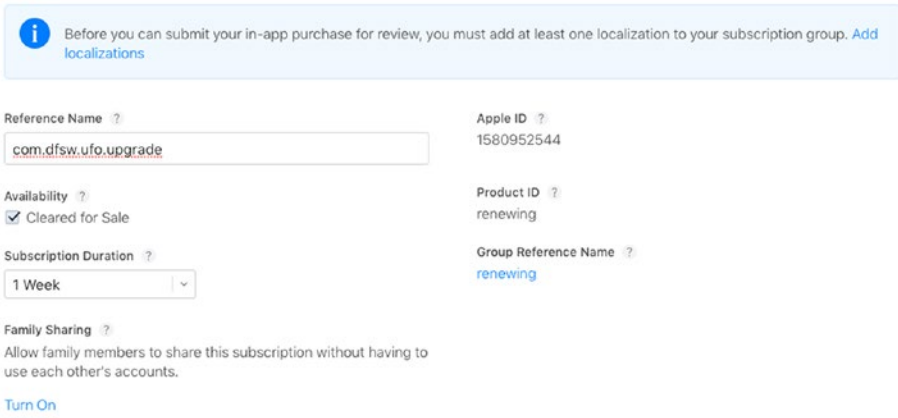 Before you can submit your in-app purchase for review, you must add at least one localization to your subscription group. Add
localizations
Reference Name ?
com.dfsw.ufo.upgrade
Availability ?
Cleared for Sale
Subscription Duration ?
1 Week
Family Sharing ?
Allow family members to share this subscription without having to
use each other's accounts.
Turn On
Apple ID ?
1580952544
Product ID ?
renewing
Group Reference Name ?
renewing